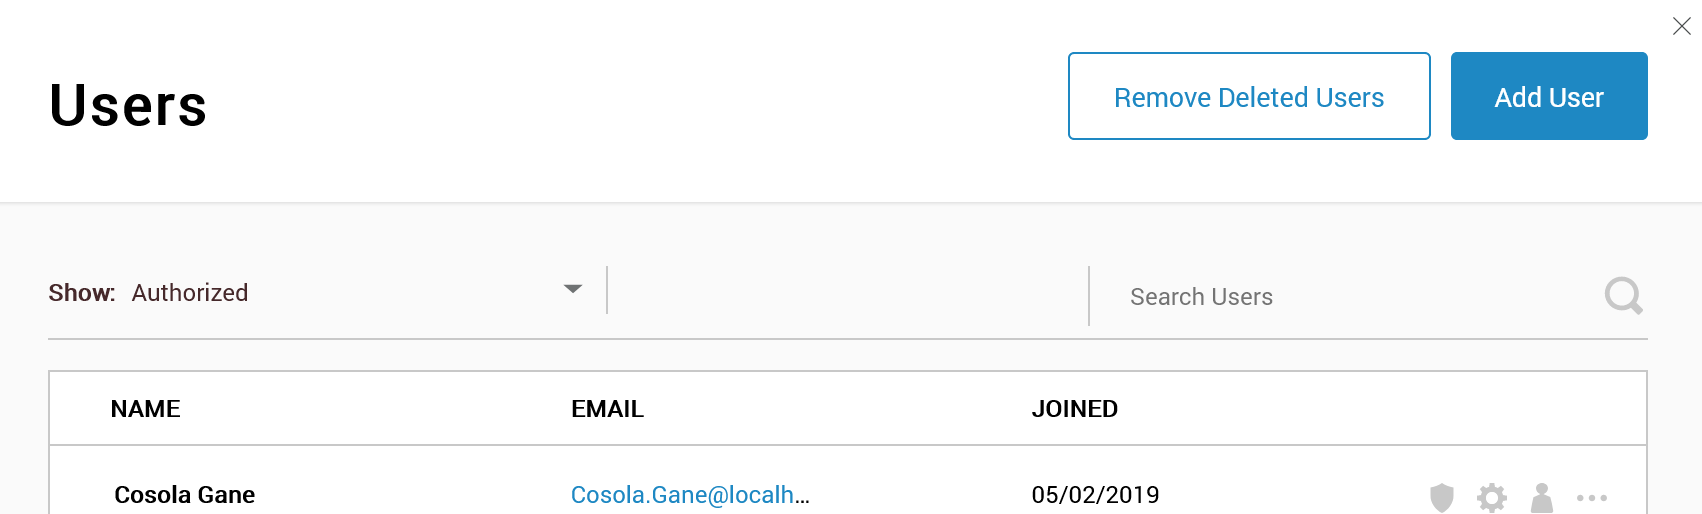 Users
Remove Deleted Users
Add User
Show: Authorized
Search Users
NAME EMAIL JOINED
Cosola Gane Cosola.Gane@localh... 05/02/2019